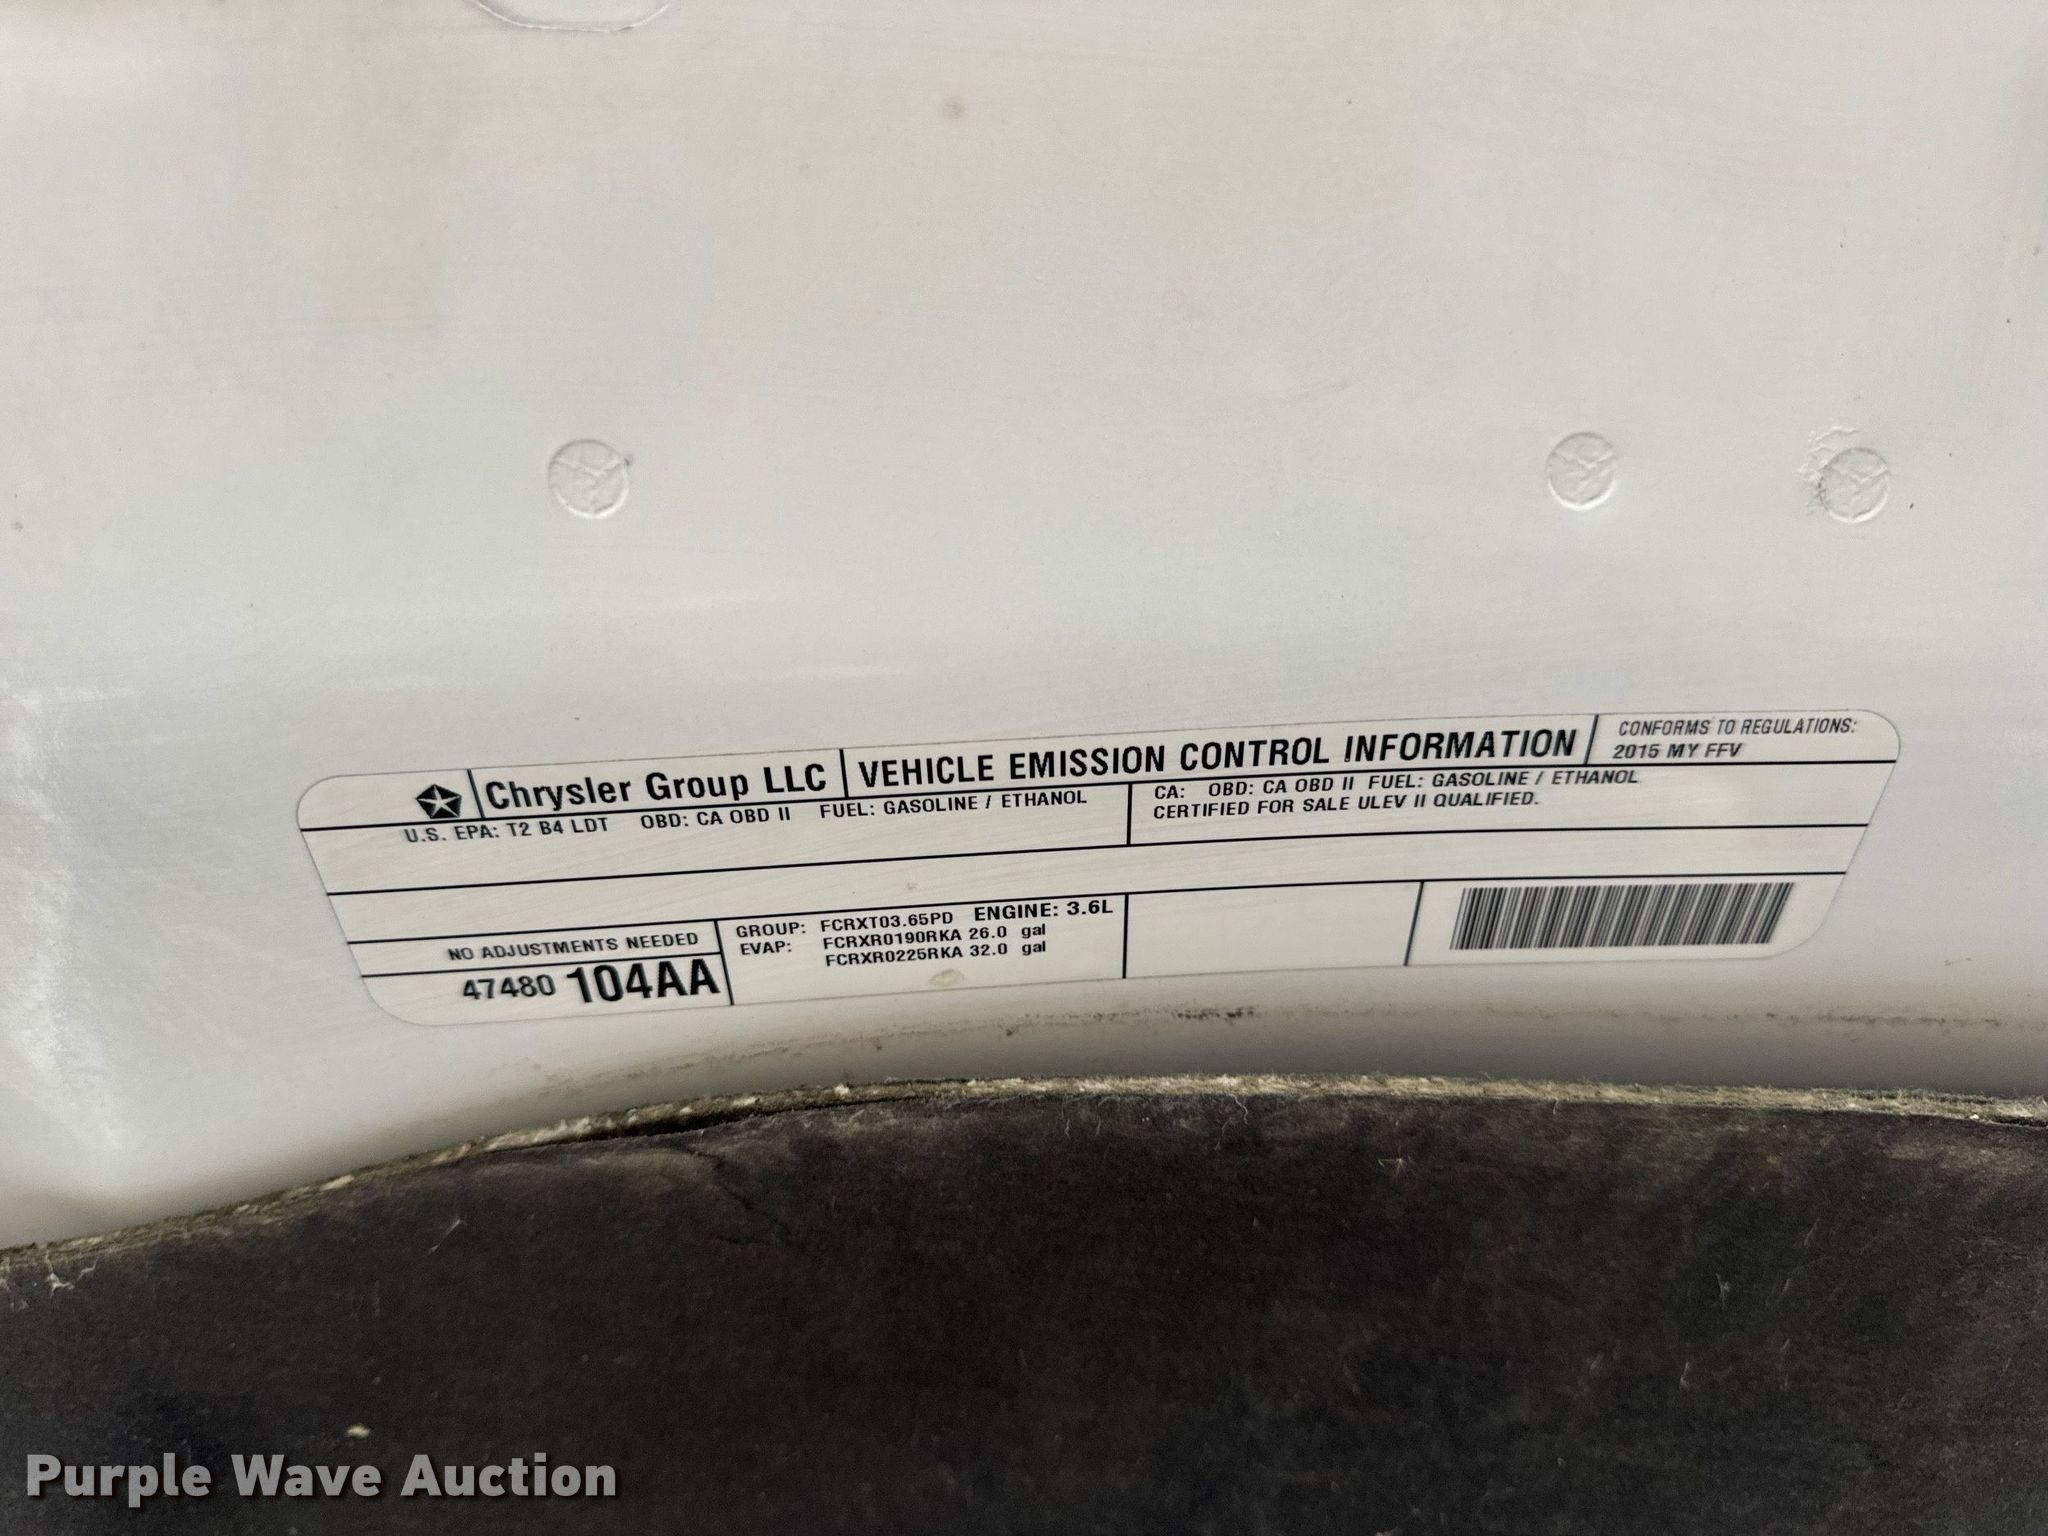 Chrysler Group LLC VEHICLE EMISSION CONTROL INFORMATION CONFORMS TO REGULATIONS:
2015 MY FFV
U.S. EPA: T2 B4 LDT OBD: CA OBD II FUEL: GASOLINE / ETHANOL
CA: OBD: CA OBD II FUEL: GASOLINE / ETHANOL
CERTIFIED FOR SALE ULEV II QUALIFIED.
NO ADJUSTMENTS NEEDED
47480 104AA
GROUP: FCRXT03.65PD ENGINE: 3.6L
EVAP: FCRXR0190RKA 26.0 gal
FCRXR0225RKA 32.0 gal
Purple Wave Auction